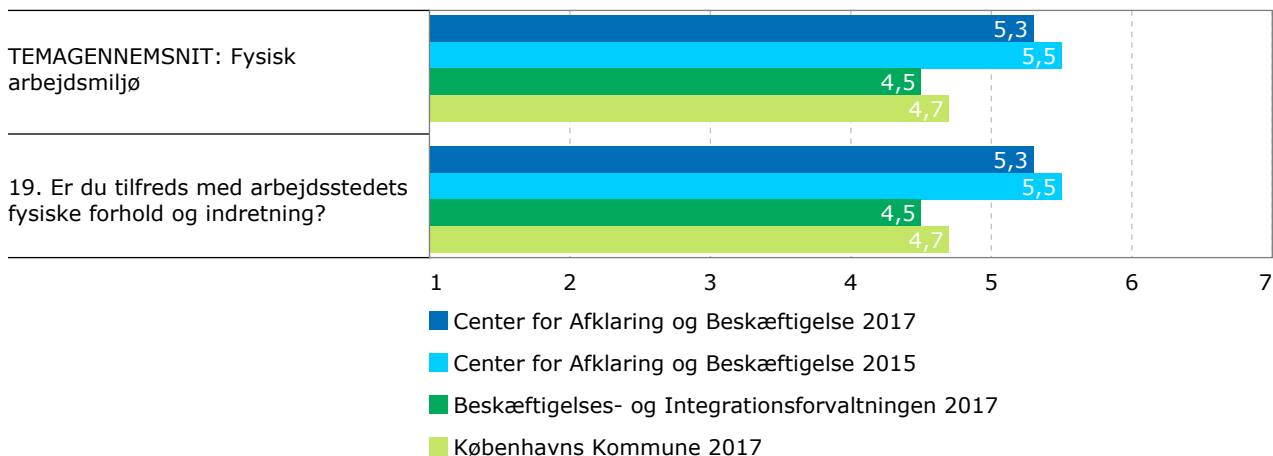 TEMAGENNEMSNIT: Fysisk
arbejdsmiljø
5,3
5,5
4,5
4,7
19. Er du tilfreds med arbejdsstedets
fysiske forhold og indretning?
5,3
5,5
4,5
4,7
1 2 3 4 5 6 7
Center for Afklaring og Beskæftigelse 2017
Center for Afklaring og Beskæftigelse 2015
Beskæftigelses- og Integrationsforvaltningen 2017
Københavns Kommune 2017